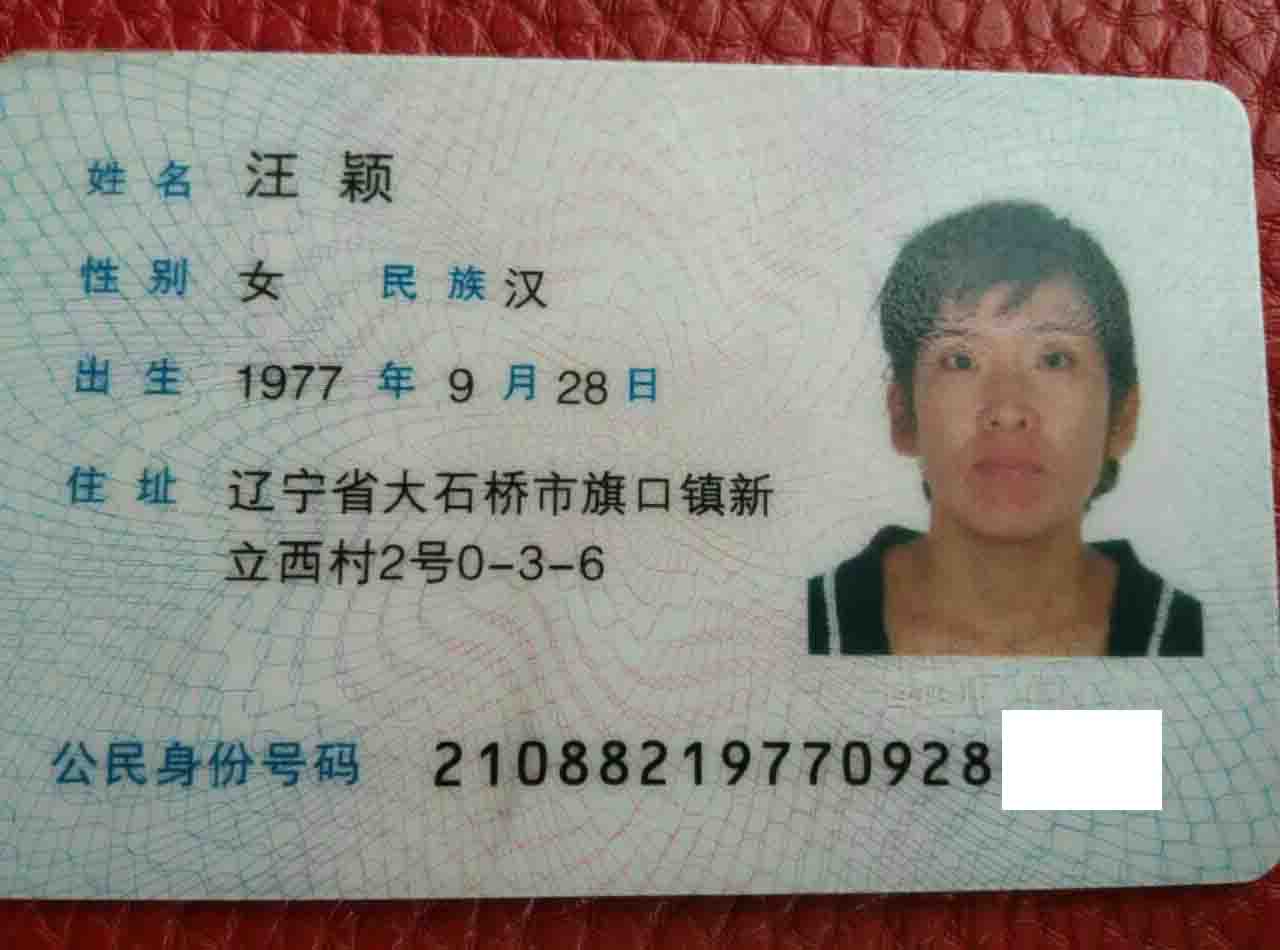 姓名 汪颖
性别 女 民族 汉
出生 1977 年 9 月 28 日
住址 辽宁省大石桥市旗口镇新
立西村2号0-3-6
公民身份号码 21088219770928